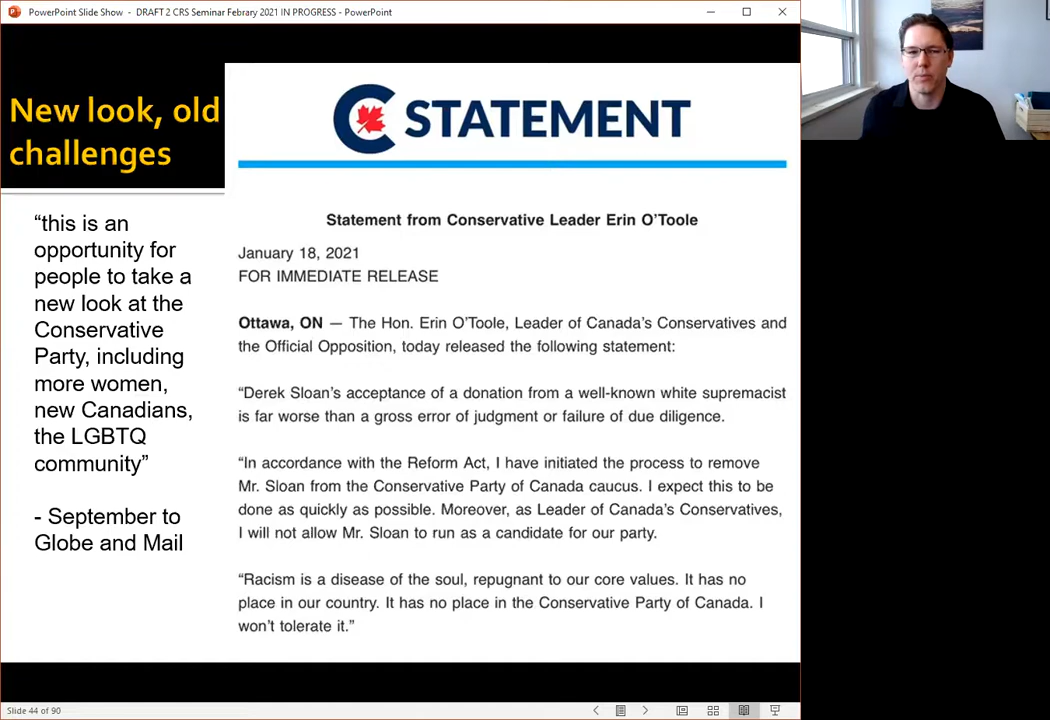 PowerPoint Slide Show - DRAFT 2 CRS Seminar Febrary 2021 IN PROGRESS - PowerPoint
New look, old
challenges
“this is an
opportunity for
people to take a
new look at the
Conservative
Party, including
more women,
new Canadians,
the LGBTQ
community”
- September to
Globe and Mail
STATEMENT
Statement from Conservative Leader Erin O’Toole
January 18, 2021
FOR IMMEDIATE RELEASE
Ottawa, ON — The Hon. Erin O’Toole, Leader of Canada’s Conservatives and
the Official Opposition, today released the following statement:
“Derek Sloan’s acceptance of a donation from a well-known white supremacist
is far worse than a gross error of judgment or failure of due diligence.
“In accordance with the Reform Act, I have initiated the process to remove
Mr. Sloan from the Conservative Party of Canada caucus. I expect this to be
done as quickly as possible. Moreover, as Leader of Canada’s Conservatives,
I will not allow Mr. Sloan to run as a candidate for our party.
“Racism is a disease of the soul, repugnant to our core values. It has no
place in our country. It has no place in the Conservative Party of Canada. I
won’t tolerate it.”
Slide 44 of 90